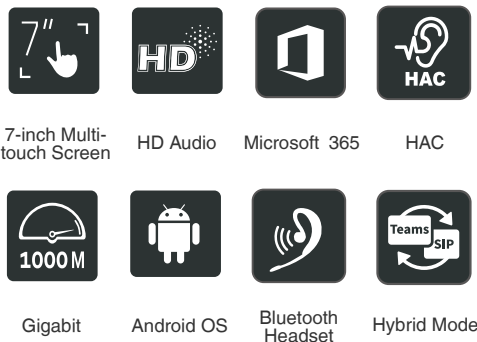 7"
HD
HAC
7-inch Multi-
touch Screen
HD Audio
Microsoft 365
HAC
1000M
Teams
SIP
Gigabit
Android OS
Bluetooth
Headset
Hybrid Mode